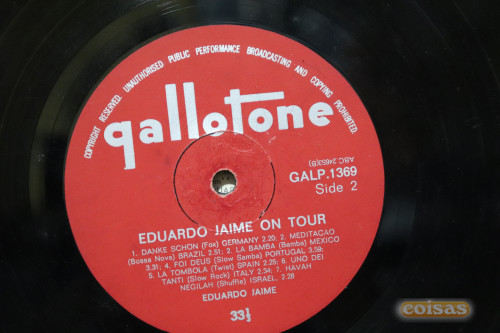 COPYRIGHT RESERVED. UNAUTHORISED PUBLIC PERFORMANCE BROADCASTING AND COPYING PROHIBITED.
gallotone
ABC.24853(B)
GALP.1369
Side 2
EDUARDO JAIME ON TOUR
1. DANKE SCHON (Fox) GERMANY 2.20; 2. MEDITACAO
(Bossa Nova) BRAZIL 2.51; 2. LA BAMBA (Bamba) MEXICO
3.31; 4. FOI DEUS (Slow Samba) PORTUGAL 3.59;
5. LA TOMBOLA (Twist) SPAIN 2.25; 6. UNO DEI
TANTI (Slow Rock) ITALY 2.34; 7. HAVAH
NEGILAH (Shuffle) ISRAEL. 2.28
EDUARDO JAIME
33⅓
coisas